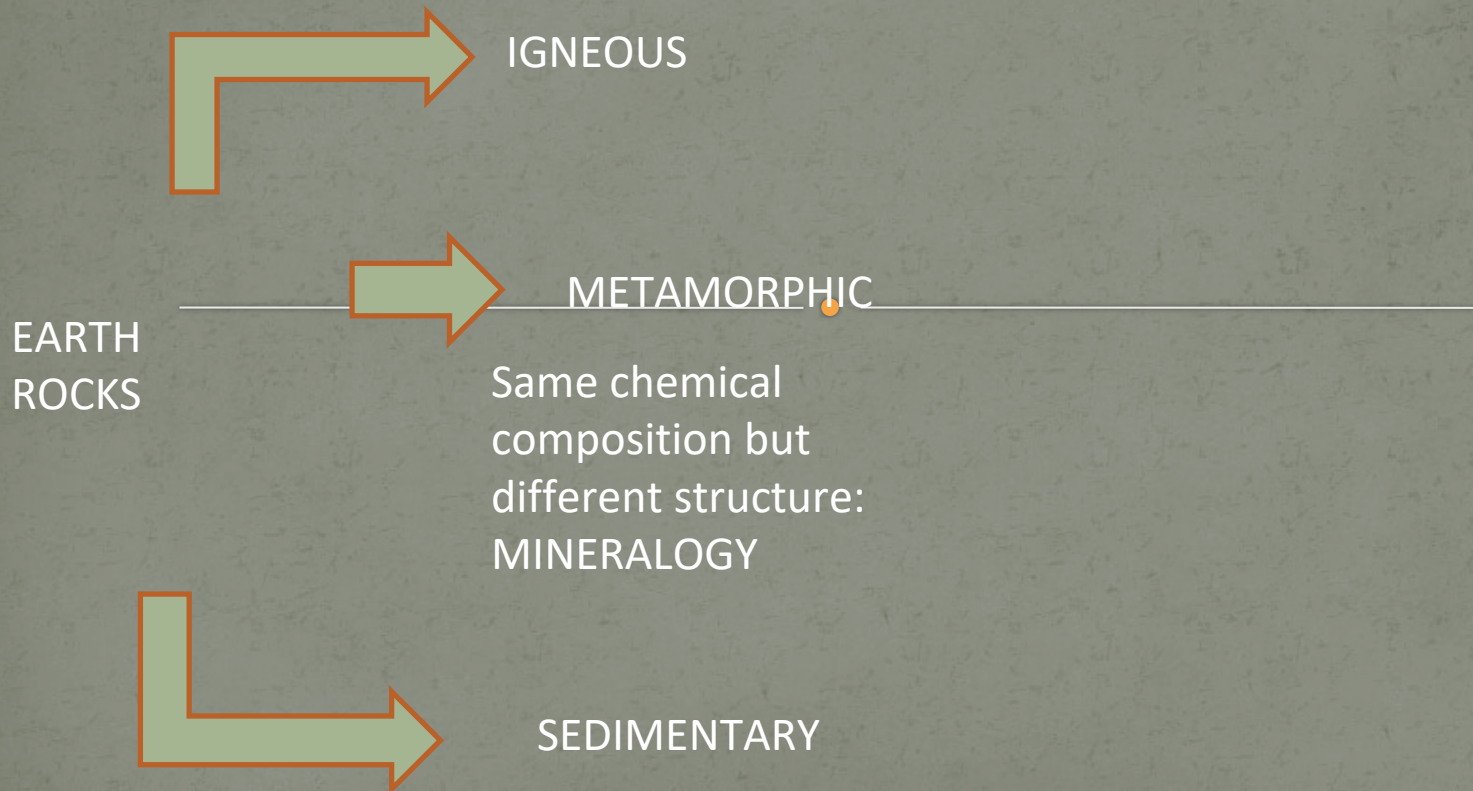 IGNEOUS
METAMORPHIC
EARTH
ROCKS
Same chemical
composition but
different structure:
MINERALOGY
SEDIMENTARY